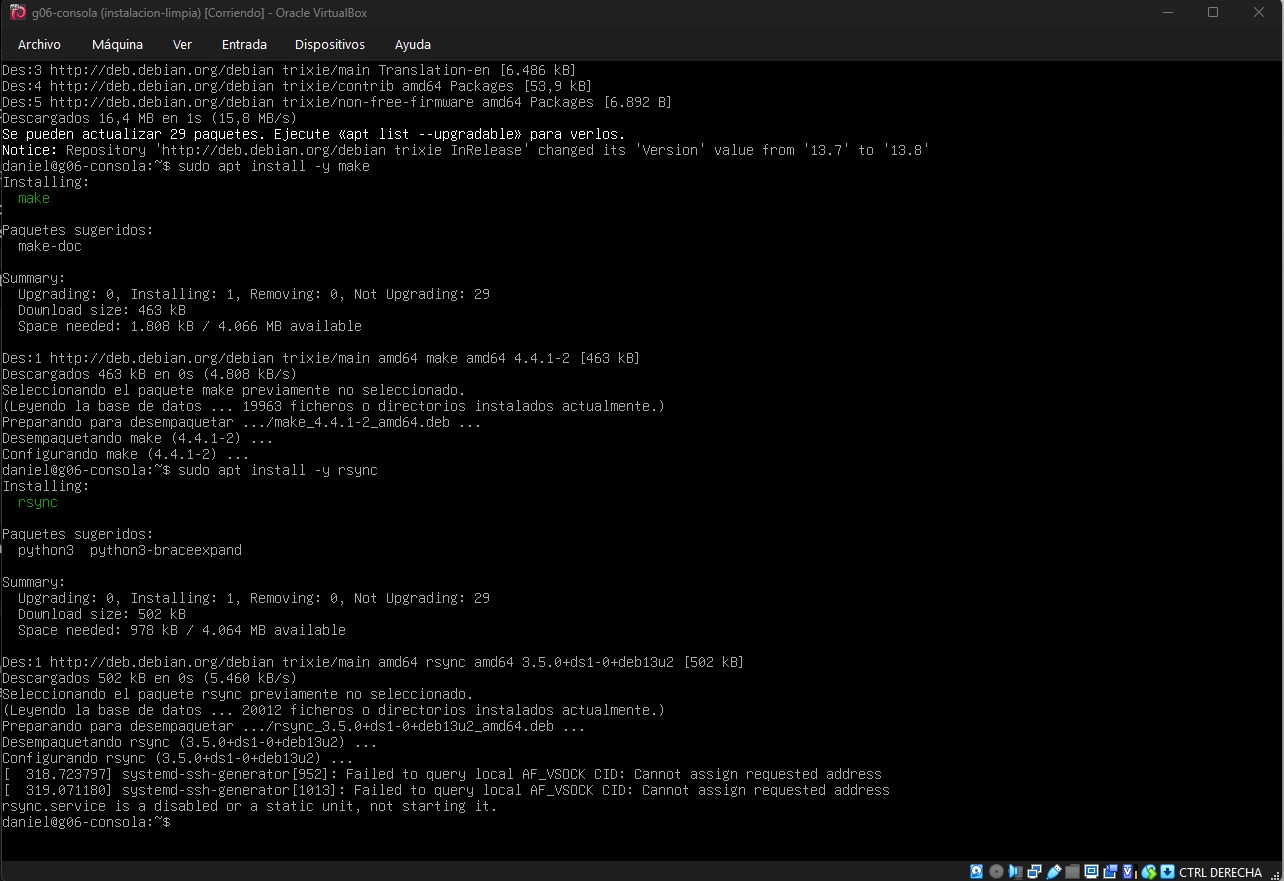 g06-consola (instalacion-limpia) [Corriendo] - Oracle VirtualBox
Archivo Máquina Ver Entrada Dispositivos Ayuda
Des:3 http://deb.debian.org/debian trixie/main Translation-en [6.486 kB]
Des:4 http://deb.debian.org/debian trixie/contrib amd64 Packages [53,9 kB]
Des:5 http://deb.debian.org/debian trixie/non-free-firmware amd64 Packages [6.892 B]
Descargados 16,4 MB en 1s (15,8 MB/s)
Se pueden actualizar 29 paquetes. Ejecute «apt list --upgradable» para verlos.
Notice: Repository 'http://deb.debian.org/debian trixie InRelease' changed its 'Version' value from '13.7' to '13.8'
daniel@g06-consola:~$ sudo apt install -y make
Installing:
  make

Paquetes sugeridos:
  make-doc

Summary:
  Upgrading: 0, Installing: 1, Removing: 0, Not Upgrading: 29
  Download size: 463 kB
  Space needed: 1.808 kB / 4.066 MB available

Des:1 http://deb.debian.org/debian trixie/main amd64 make amd64 4.4.1-2 [463 kB]
Descargados 463 kB en 0s (4.808 kB/s)
Seleccionando el paquete make previamente no seleccionado.
(Leyendo la base de datos ... 19963 ficheros o directorios instalados actualmente.)
Preparando para desempaquetar .../make_4.4.1-2_amd64.deb ...
Desempaquetando make (4.4.1-2) ...
Configurando make (4.4.1-2) ...
daniel@g06-consola:~$ sudo apt install -y rsync
Installing:
  rsync

Paquetes sugeridos:
  python3  python3-braceexpand

Summary:
  Upgrading: 0, Installing: 1, Removing: 0, Not Upgrading: 29
  Download size: 502 kB
  Space needed: 978 kB / 4.064 MB available

Des:1 http://deb.debian.org/debian trixie/main amd64 rsync amd64 3.5.0+ds1-0+deb13u2 [502 kB]
Descargados 502 kB en 0s (5.460 kB/s)
Seleccionando el paquete rsync previamente no seleccionado.
(Leyendo la base de datos ... 20012 ficheros o directorios instalados actualmente.)
Preparando para desempaquetar .../rsync_3.5.0+ds1-0+deb13u2_amd64.deb ...
Desempaquetando rsync (3.5.0+ds1-0+deb13u2) ...
Configurando rsync (3.5.0+ds1-0+deb13u2) ...
[  318.723797] systemd-ssh-generator[952]: Failed to query local AF_VSOCK CID: Cannot assign requested address
[  319.071180] systemd-ssh-generator[1013]: Failed to query local AF_VSOCK CID: Cannot assign requested address
rsync.service is a disabled or a static unit, not starting it.
daniel@g06-consola:~$
CTRL DERECHA